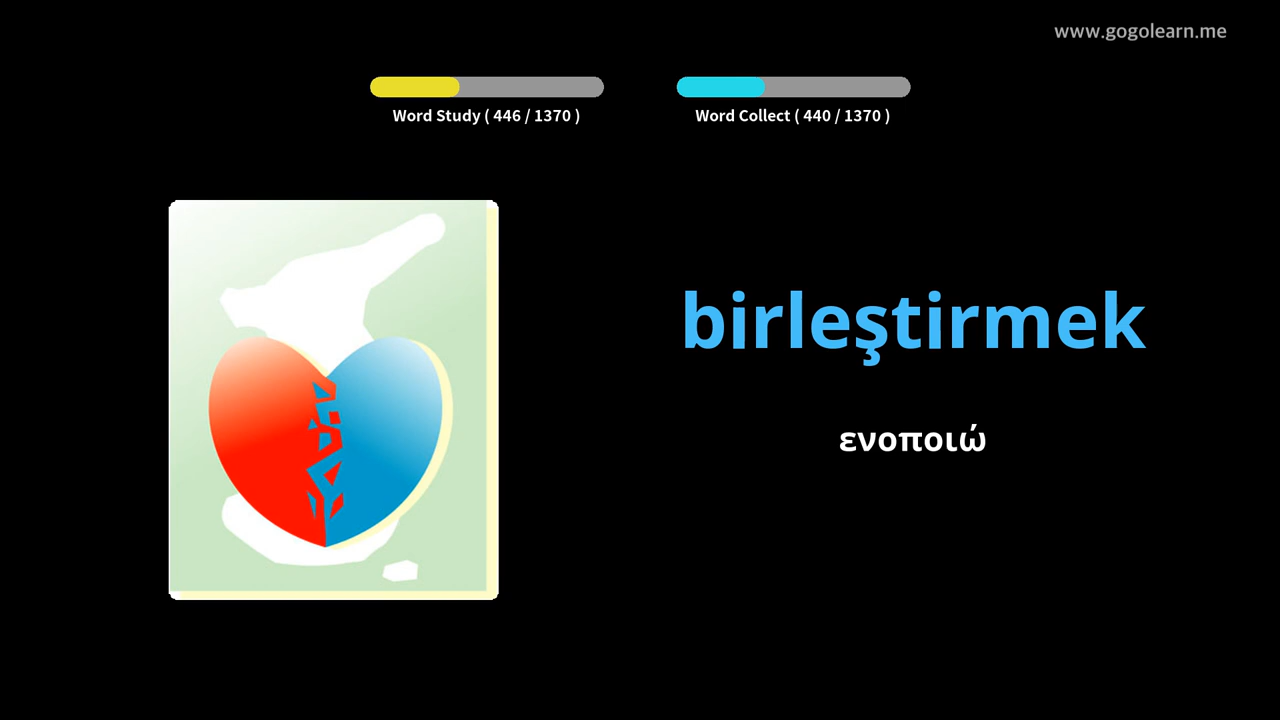 www.gogolearn.me
Word Study ( 446 / 1370 )
Word Collect ( 440 / 1370 )
birleştirmek
ενοποιώ